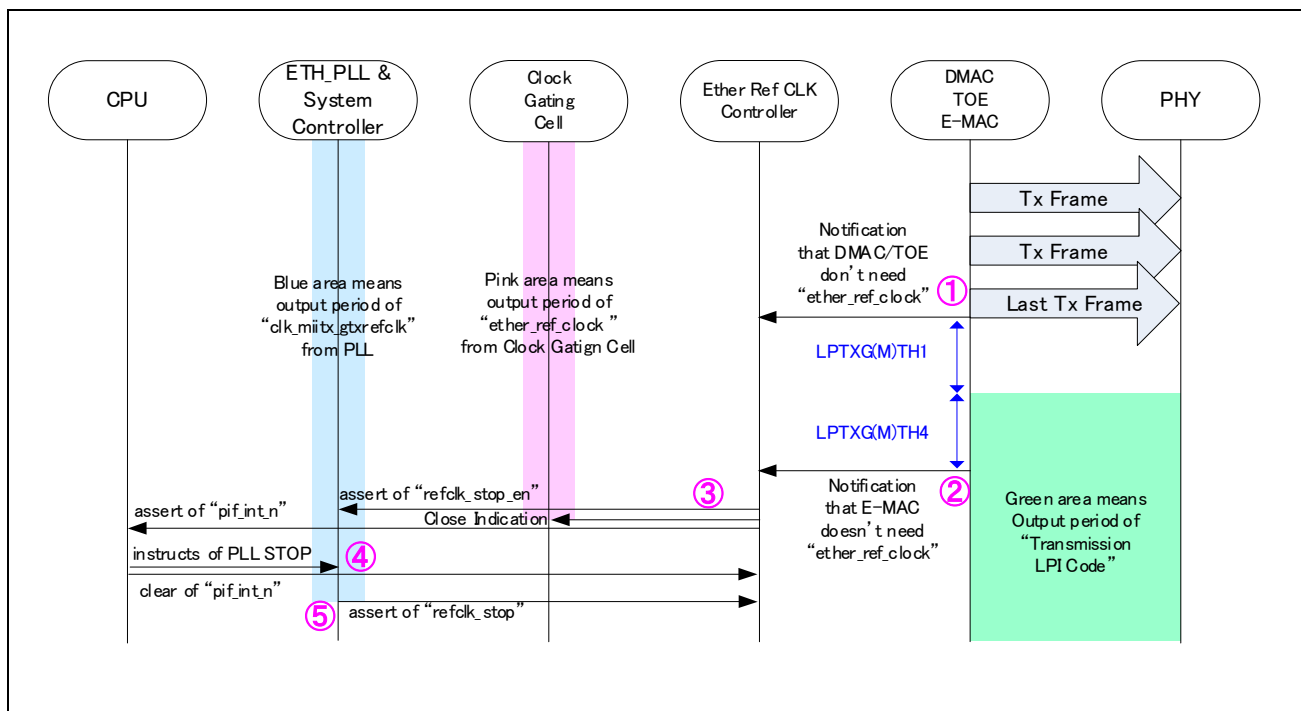 CPU
ETH_PLL &
System
Controller
Clock
Gating
Cell
Ether Ref CLK
Controller
DMAC
TOE
E-MAC
PHY
Tx Frame
Tx Frame
Last Tx Frame
Notification
that DMAC/TOE
don't need
“ether_ref_clock”
①
Blue area means
output period of
“clk_miitx_gtxrefclk”
from PLL
Pink area means
output period of
“ether_ref_clock ”
from Clock Gatign Cell
LPTXG(M)TH1
LPTXG(M)TH4
②
Notification
that E-MAC
doesn't need
“ether_ref_clock”
Green area means
Output period of
“Transmission
LPI Code”
③
assert of “refclk_stop_en”
Close Indication
assert of “pif_int_n”
instructs of PLL STOP
④
clear of “pif_int_n”
⑤
assert of “refclk_stop”